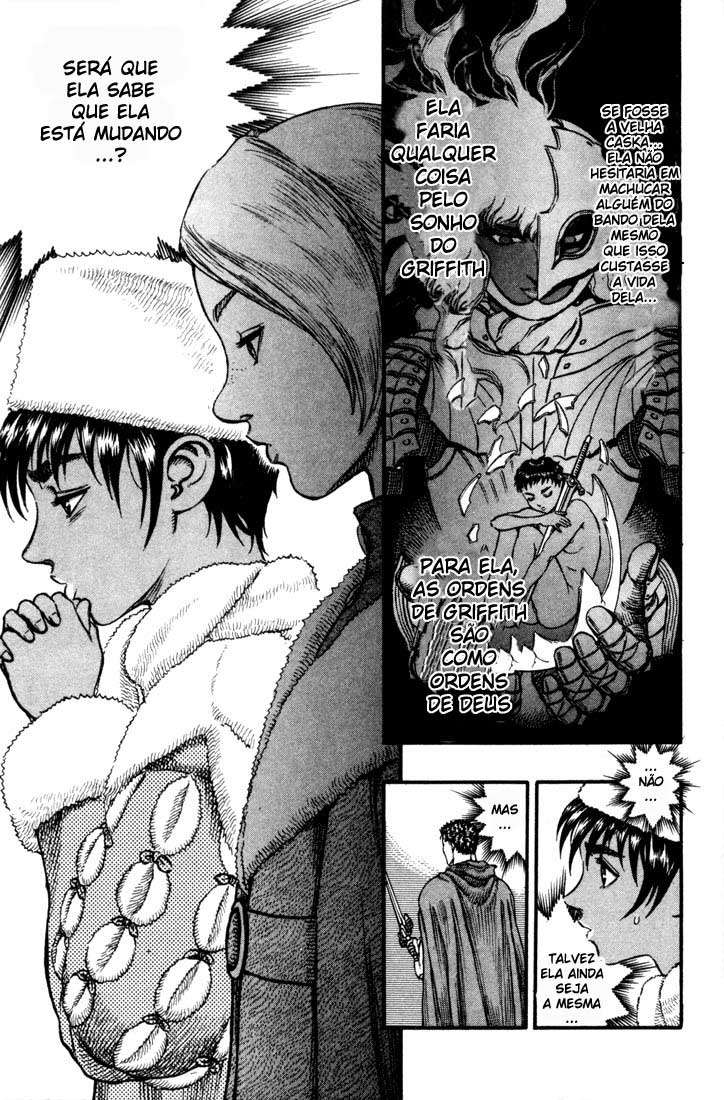 SE FOSSE
A VELHA
CASKA...
ELA NÃO
HESITARIA EM
MACHUCAR
ALGUÉM DO
BANDO DELA
MESMO
QUE ISSO
CUSTASSE
A VIDA
DELA...
ELA
FARIA
QUALQUER
COISA
PELO
SONHO
DO
GRIFFITH
PARA ELA,
AS ORDENS
DE GRIFFITH
SÃO
COMO
ORDENS
DE DEUS
SERÁ QUE
ELA SABE
QUE ELA
ESTÁ MUDANDO
...?
...
NÃO
...
TALVEZ
ELA AINDA
SEJA
A MESMA
...
MAS
...